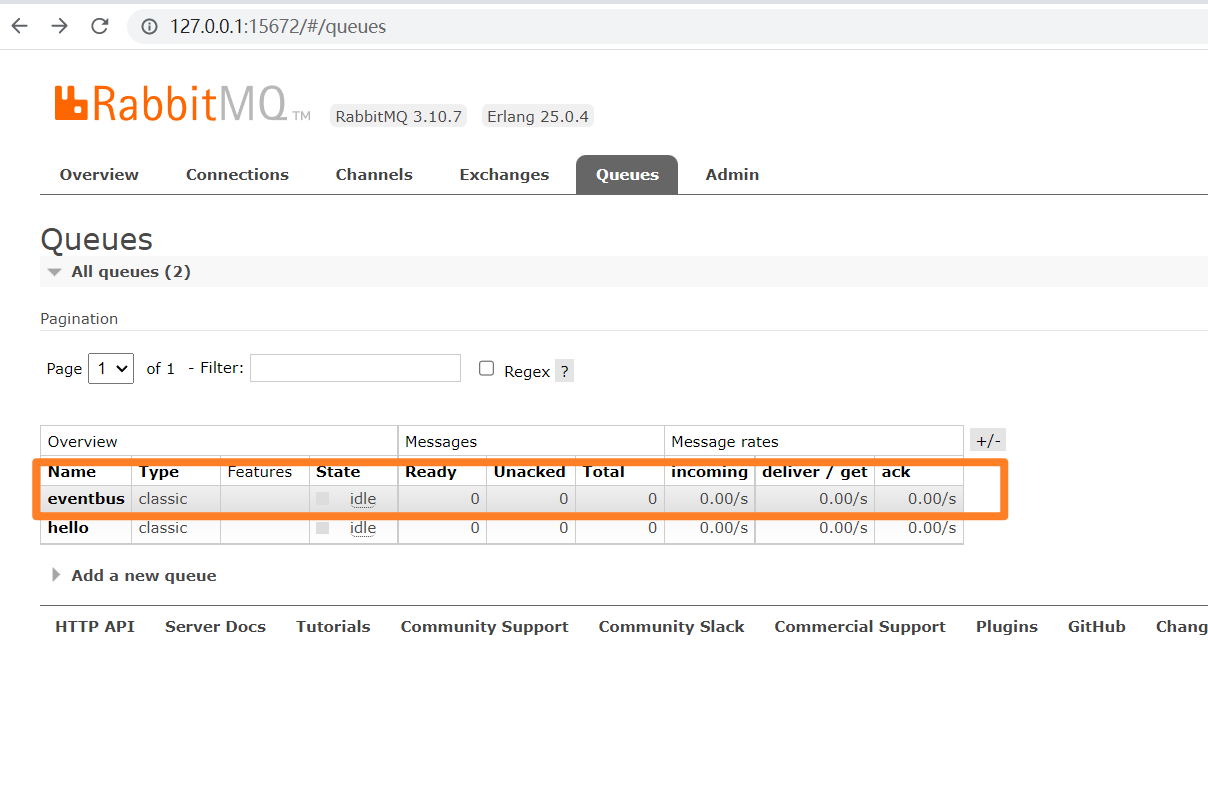 127.0.0.1:15672/#/queues
RabbitMQ TM RabbitMQ 3.10.7 Erlang 25.0.4
Overview Connections Channels Exchanges Queues Admin
Queues
All queues (2)
Pagination
Page 1 of 1 - Filter: Regex ?
Overview Messages Message rates +/-
Name Type Features State Ready Unacked Total incoming deliver / get ack
eventbus classic idle 0 0 0 0.00/s 0.00/s 0.00/s
hello classic idle 0 0 0 0.00/s 0.00/s 0.00/s
Add a new queue
HTTP API Server Docs Tutorials Community Support Community Slack Commercial Support Plugins GitHub Chang